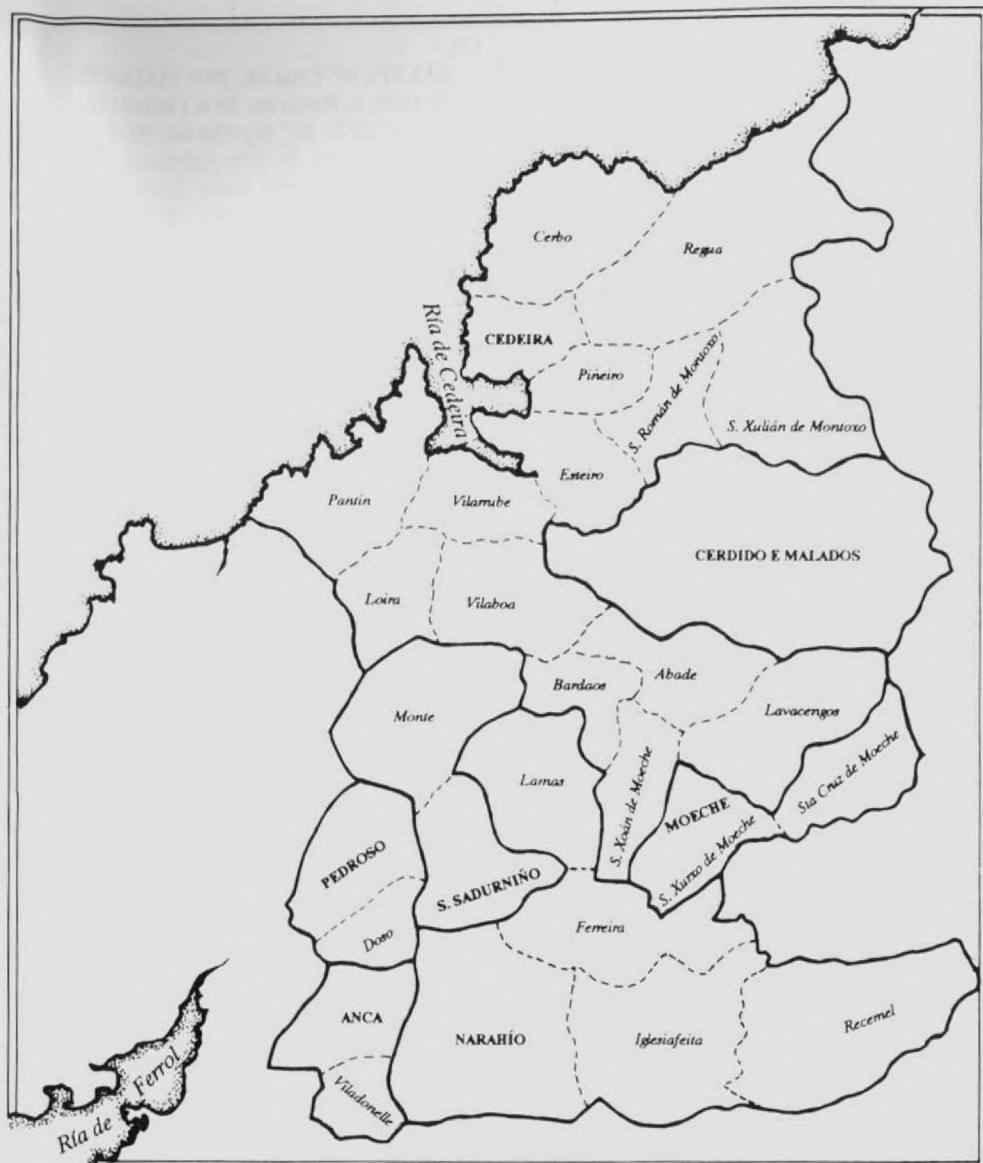 Cerbo
Regua
Ría de Cedeira
CEDEIRA
Piñeiro
S. Román de Montoxo
S. Xulián de Montoxo
Esteiro
Pantín
Vilarrube
CERDIDO E MALADOS
Loira
Vilaboa
Bardaos
Abade
Monte
Lavacengos
Lamas
S. Xoán de Moeche
MOECHE
Sta Cruz de Moeche
PEDROSO
S. SADURNIÑO
S. Xurxo de Moeche
Doso
Ferreira
ANCA
NARAHÍO
Iglesiafeita
Recemel
Viladonelle
Ría de Ferrol